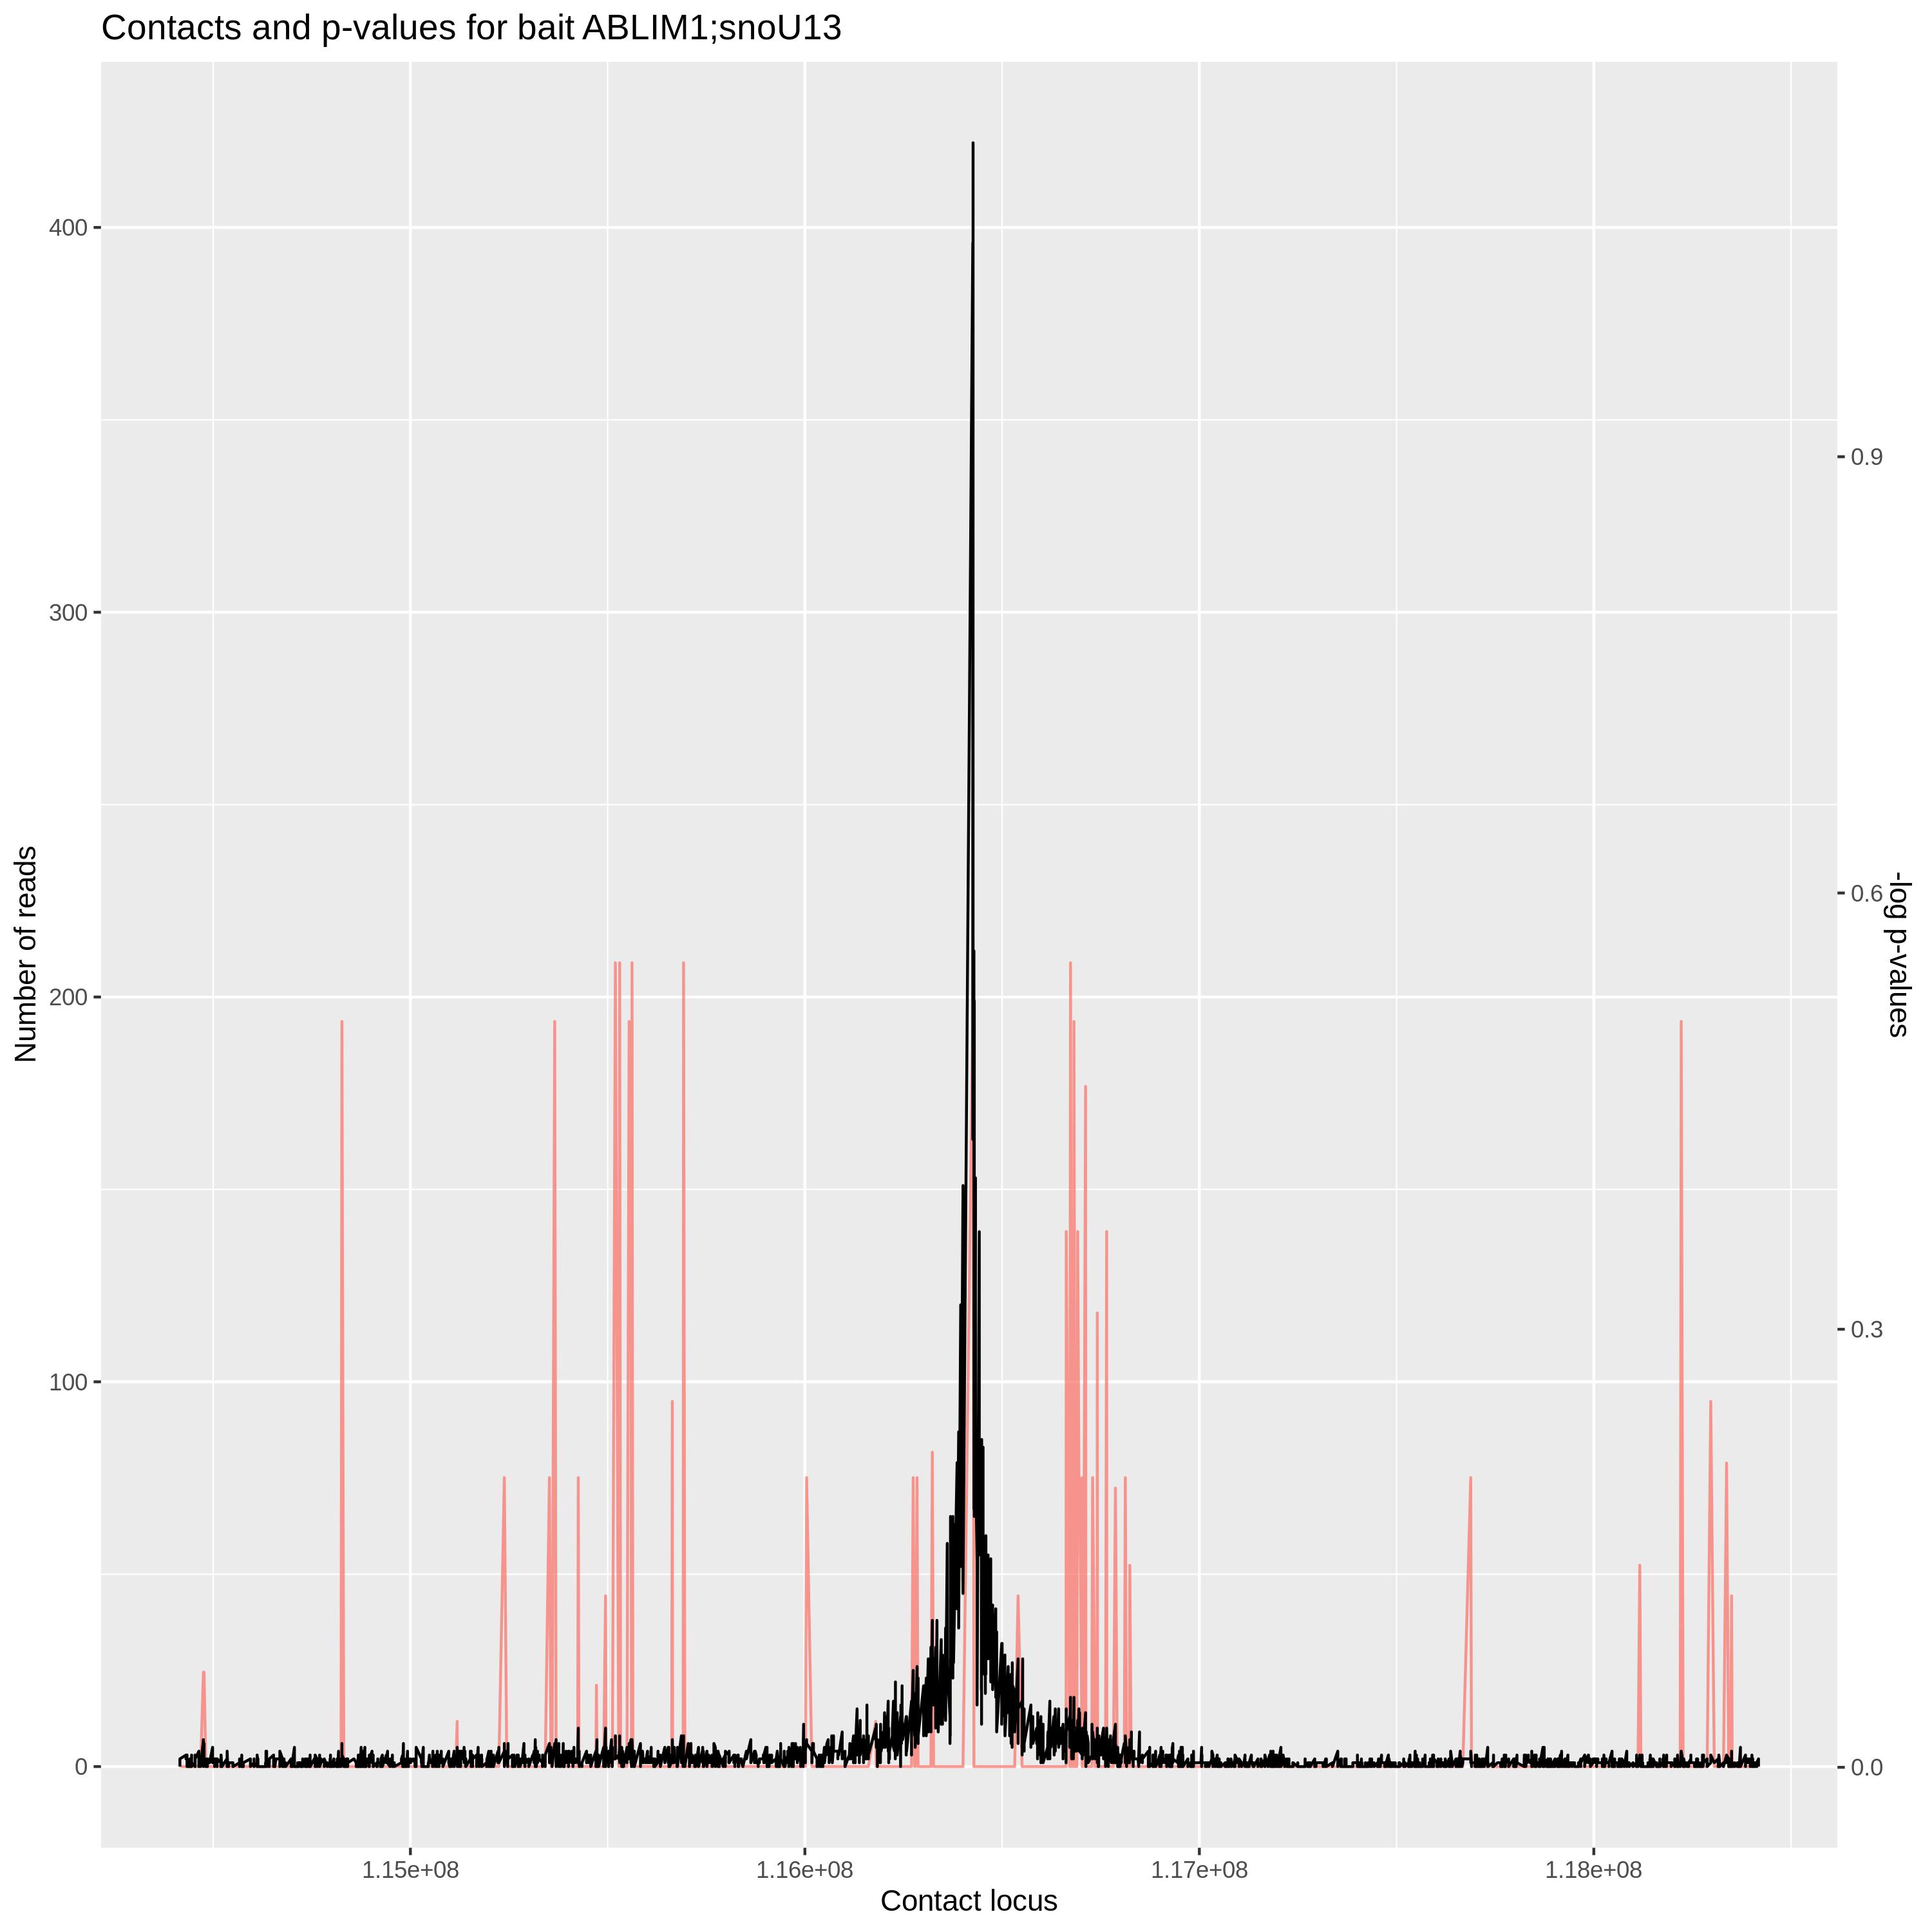 Contacts and p-values for bait ABLIM1;snoU13
400
300
200
100
0
Number of reads
0.9
0.6
0.3
0.0
-log p-values
1.15e+08
1.16e+08
1.17e+08
1.18e+08
Contact locus